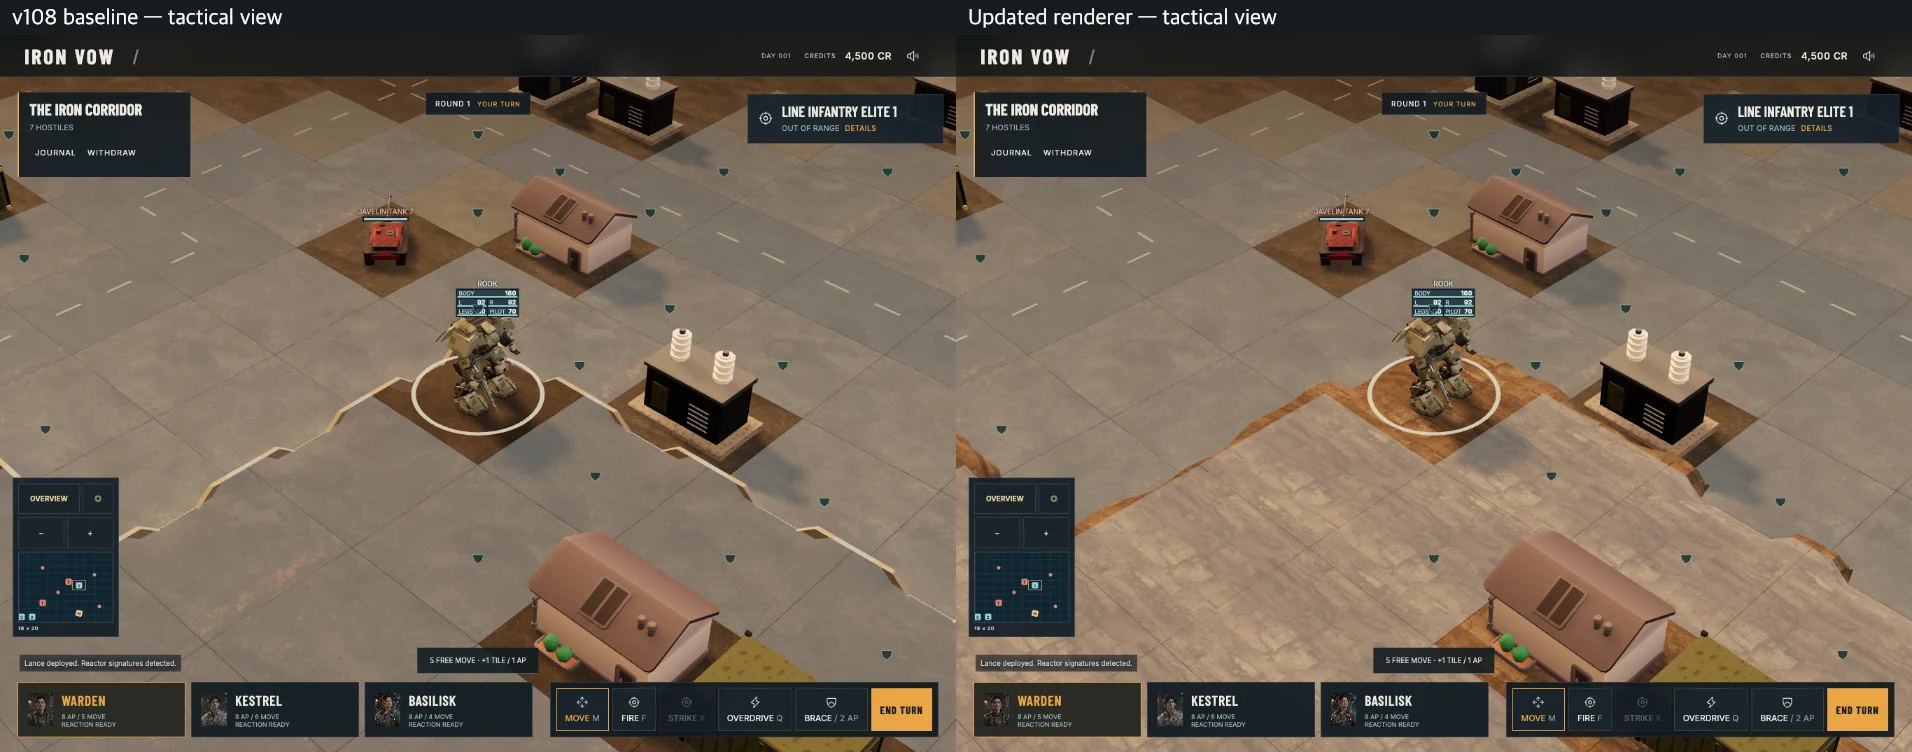 v108 baseline — tactical view
IRON VOW /
DAY 001 CREDITS 4,500 CR
THE IRON CORRIDOR
7 HOSTILES
JOURNAL WITHDRAW
ROUND 1 YOUR TURN
LINE INFANTRY ELITE 1
OUT OF RANGE DETAILS
JAVELIN TANK 7
ROOK
BODY 160
L 92 R 92
LEGS PILOT 70
OVERVIEW
− +
18 x 20
Lance deployed. Reactor signatures detected.
5 FREE MOVE · +1 TILE / 1 AP
WARDEN
8 AP / 5 MOVE
REACTION READY
KESTREL
8 AP / 6 MOVE
REACTION READY
BASILISK
8 AP / 4 MOVE
REACTION READY
MOVE M
FIRE F
STRIKE X
OVERDRIVE Q
BRACE / 2 AP
END TURN
Updated renderer — tactical view
IRON VOW /
DAY 001 CREDITS 4,500 CR
THE IRON CORRIDOR
7 HOSTILES
JOURNAL WITHDRAW
ROUND 1 YOUR TURN
LINE INFANTRY ELITE 1
OUT OF RANGE DETAILS
JAVELIN TANK 7
ROOK
BODY 160
L 92 R 92
LEGS PILOT 70
OVERVIEW
− +
18 x 20
Lance deployed. Reactor signatures detected.
5 FREE MOVE · +1 TILE / 1 AP
WARDEN
8 AP / 5 MOVE
REACTION READY
KESTREL
8 AP / 6 MOVE
REACTION READY
BASILISK
8 AP / 4 MOVE
REACTION READY
MOVE M
FIRE F
STRIKE X
OVERDRIVE Q
BRACE / 2 AP
END TURN